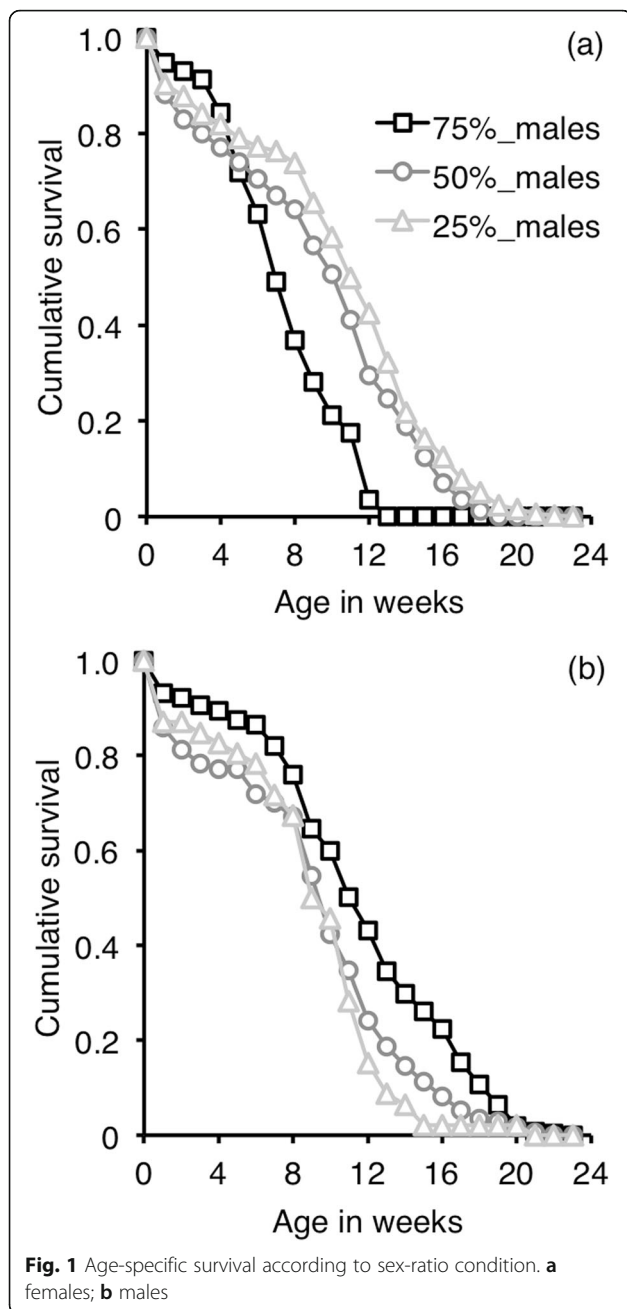 (a)
1.0
0.8
0.6
0.4
0.2
0
Cumulative survival
75%_males
50%_males
25%_males
0 4 8 12 16 20 24
Age in weeks
(b)
1.0
0.8
0.6
0.4
0.2
0
Cumulative survival
0 4 8 12 16 20 24
Age in weeks
Fig. 1 Age-specific survival according to sex-ratio condition. a
females; b males